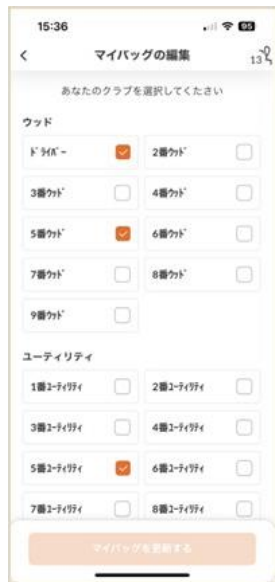 15:36
63
マイバッグの編集
13
あなたのクラブを選択してください
ウッド
ﾄﾞﾗｲﾊﾞｰ
2番ｳｯﾄﾞ
3番ｳｯﾄﾞ
4番ｳｯﾄﾞ
5番ｳｯﾄﾞ
6番ｳｯﾄﾞ
7番ｳｯﾄﾞ
8番ｳｯﾄﾞ
9番ｳｯﾄﾞ
ユーティリティ
1番ﾕｰﾃｨﾘﾃｨ
2番ﾕｰﾃｨﾘﾃｨ
3番ﾕｰﾃｨﾘﾃｨ
4番ﾕｰﾃｨﾘﾃｨ
5番ﾕｰﾃｨﾘﾃｨ
6番ﾕｰﾃｨﾘﾃｨ
7番ﾕｰﾃｨﾘﾃｨ
8番ﾕｰﾃｨﾘﾃｨ
マイバッグを更新する